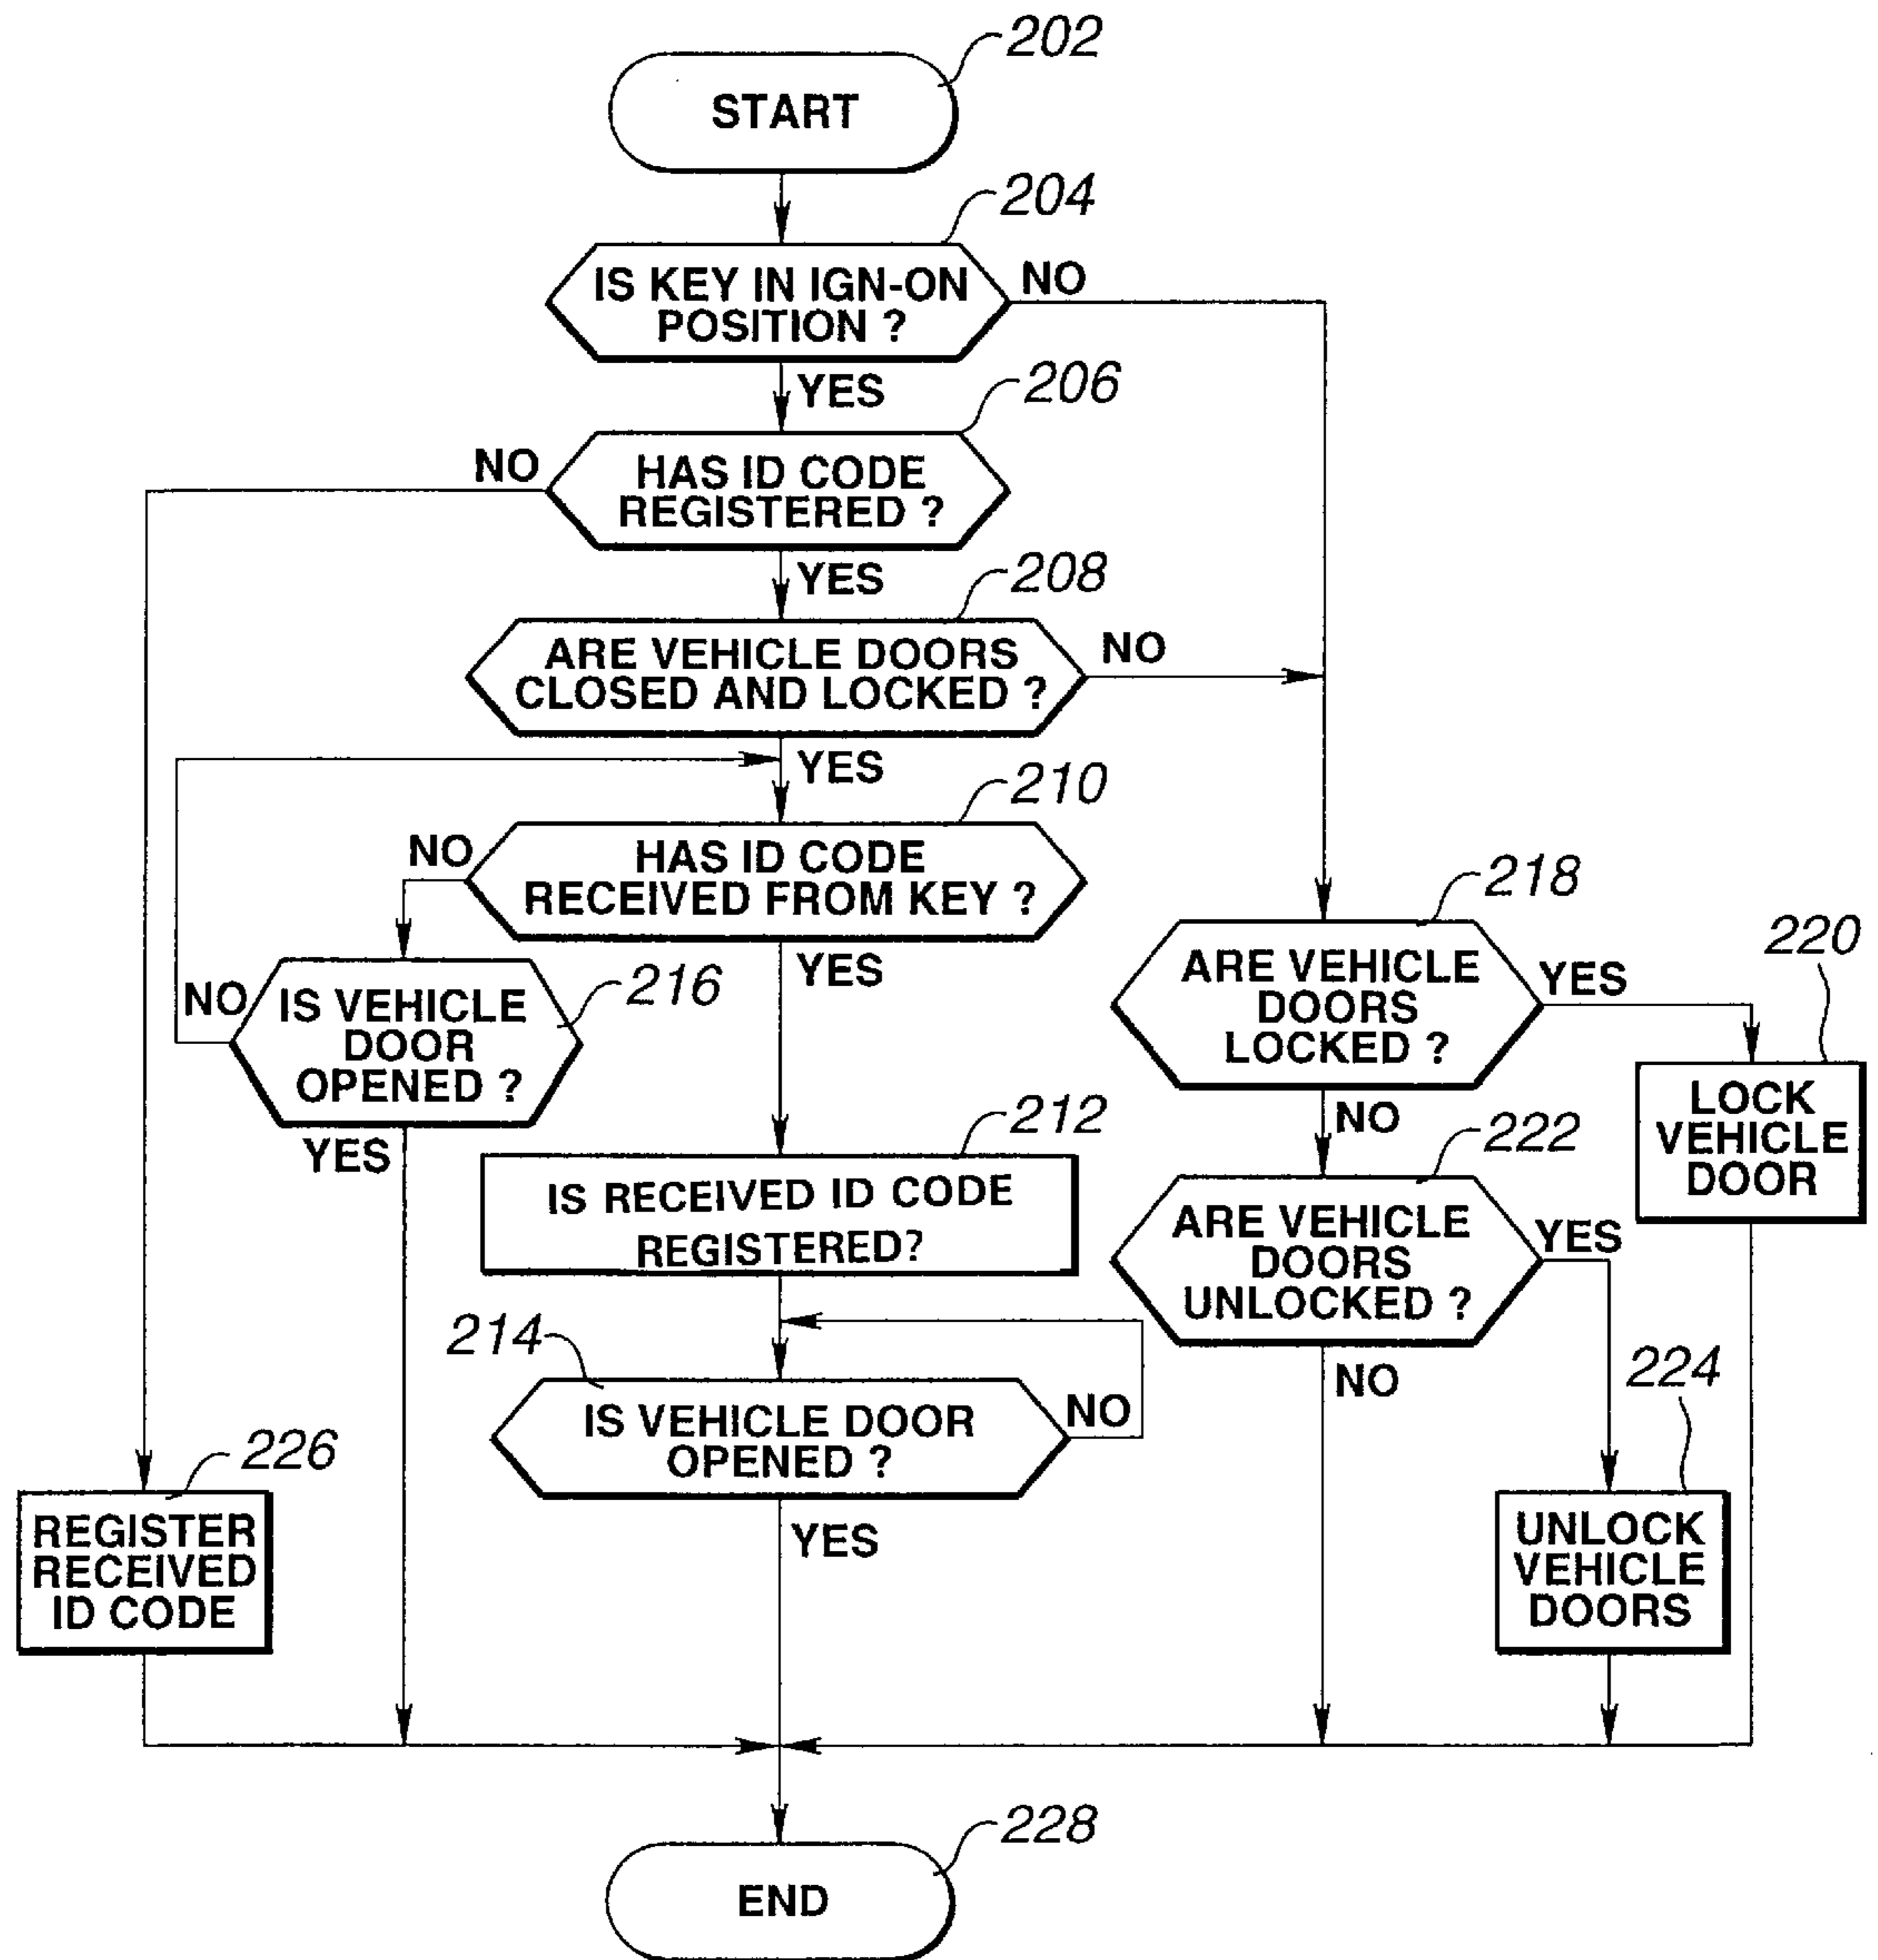 202
START
204
IS KEY IN IGN-ON
POSITION ?
NO
YES
206
NO
HAS ID CODE
REGISTERED ?
YES
208
ARE VEHICLE DOORS
CLOSED AND LOCKED ?
NO
YES
210
NO
HAS ID CODE
RECEIVED FROM KEY ?
YES
216
NO
IS VEHICLE
DOOR
OPENED ?
YES
218
ARE VEHICLE
DOORS
LOCKED ?
YES
NO
220
LOCK
VEHICLE
DOOR
212
IS RECEIVED ID CODE
REGISTERED?
222
ARE VEHICLE
DOORS
UNLOCKED ?
YES
NO
214
IS VEHICLE DOOR
OPENED ?
NO
YES
224
UNLOCK
VEHICLE
DOORS
226
REGISTER
RECEIVED
ID CODE
228
END